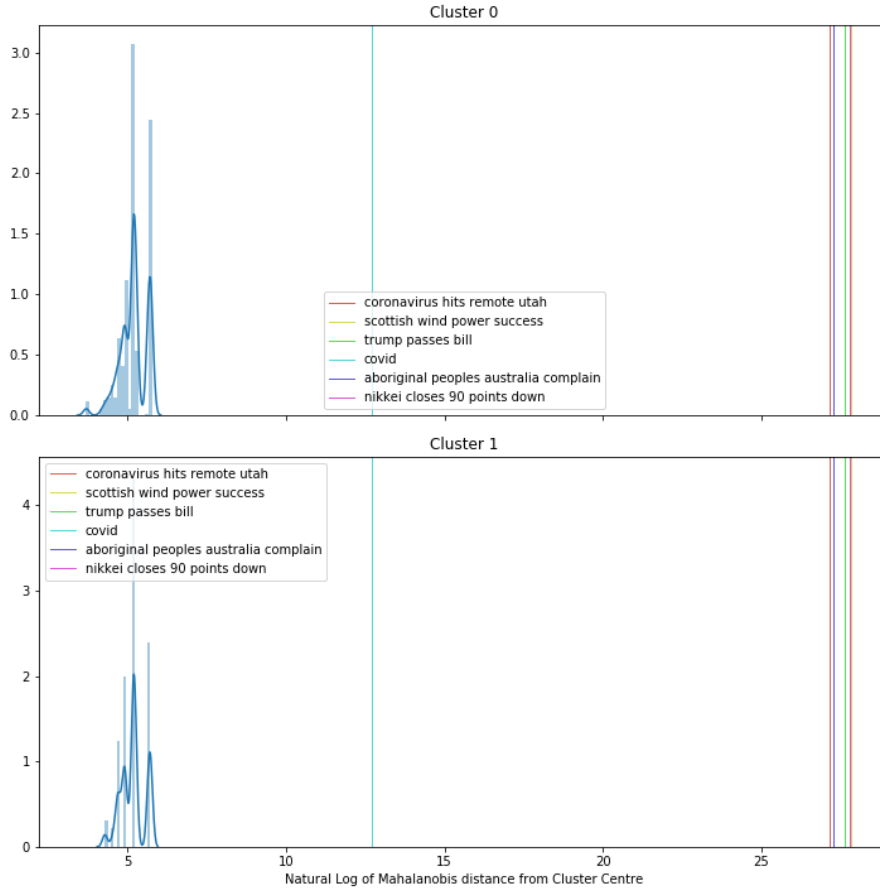 Cluster 0
3.0
2.5
2.0
1.5
1.0
0.5
0.0
coronavirus hits remote utah
scottish wind power success
trump passes bill
covid
aboriginal peoples australia complain
nikkei closes 90 points down
Cluster 1
4
3
2
1
0
coronavirus hits remote utah
scottish wind power success
trump passes bill
covid
aboriginal peoples australia complain
nikkei closes 90 points down
5 10 15 20 25
Natural Log of Mahalanobis distance from Cluster Centre